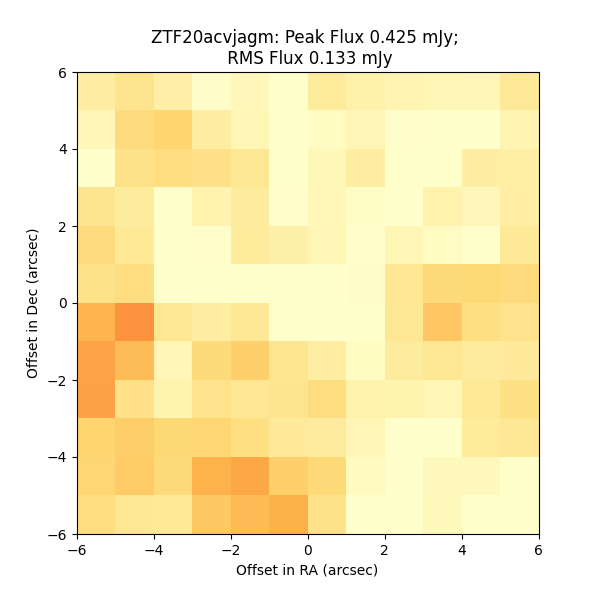 ZTF20acvjagm: Peak Flux 0.425 mJy;
RMS Flux 0.133 mJy
6
4
2
0
−2
−4
−6
Offset in Dec (arcsec)
−6 −4 −2 0 2 4 6
Offset in RA (arcsec)